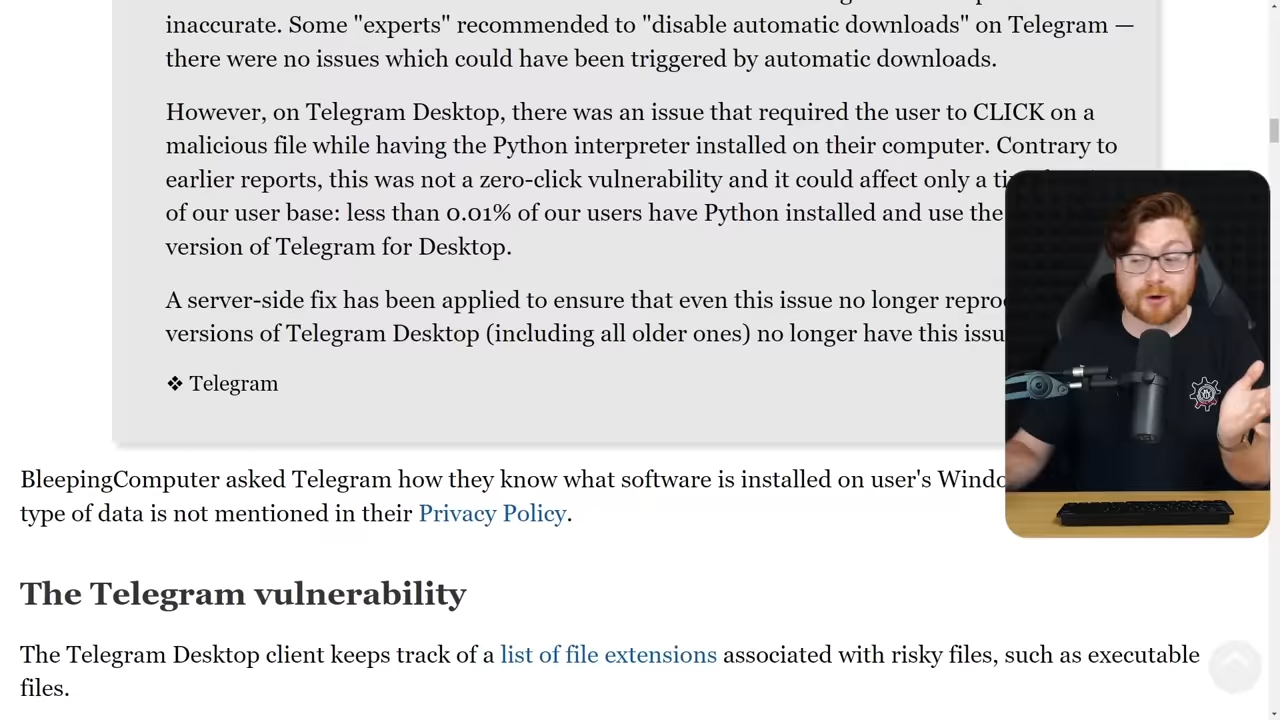 inaccurate. Some "experts" recommended to "disable automatic downloads" on Telegram —
there were no issues which could have been triggered by automatic downloads.
However, on Telegram Desktop, there was an issue that required the user to CLICK on a
malicious file while having the Python interpreter installed on their computer. Contrary to
earlier reports, this was not a zero-click vulnerability and it could affect only a
of our user base: less than 0.01% of our users have Python installed and use the
version of Telegram for Desktop.
A server-side fix has been applied to ensure that even this issue no longer
versions of Telegram Desktop (including all older ones) no longer have this
❖ Telegram
BleepingComputer asked Telegram how they know what software is installed on user's
type of data is not mentioned in their Privacy Policy.
The Telegram vulnerability
The Telegram Desktop client keeps track of a list of file extensions associated with risky files, such as executable
files.